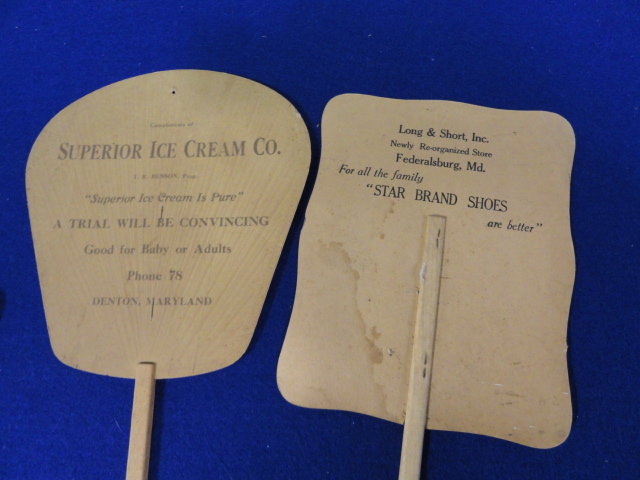 Compliments of
SUPERIOR ICE CREAM CO.
J. R. BENSON, Prop.
"Superior Ice Cream Is Pure"
A TRIAL WILL BE CONVINCING
Good for Baby or Adults
Phone 78
DENTON, MARYLAND
Long & Short, Inc.
Newly Re-organized Store
Federalsburg, Md.
For all the family
"STAR BRAND SHOES
are better"